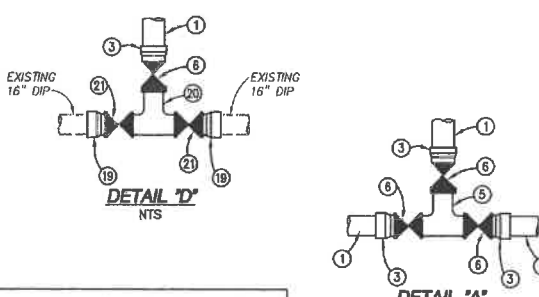 1
3
6
EXISTING
16" DIP
21
20
EXISTING
16" DIP
19
21
19
DETAIL "D"
NTS
1
3
6
6
5
1
3
6
3
DETAIL "A"